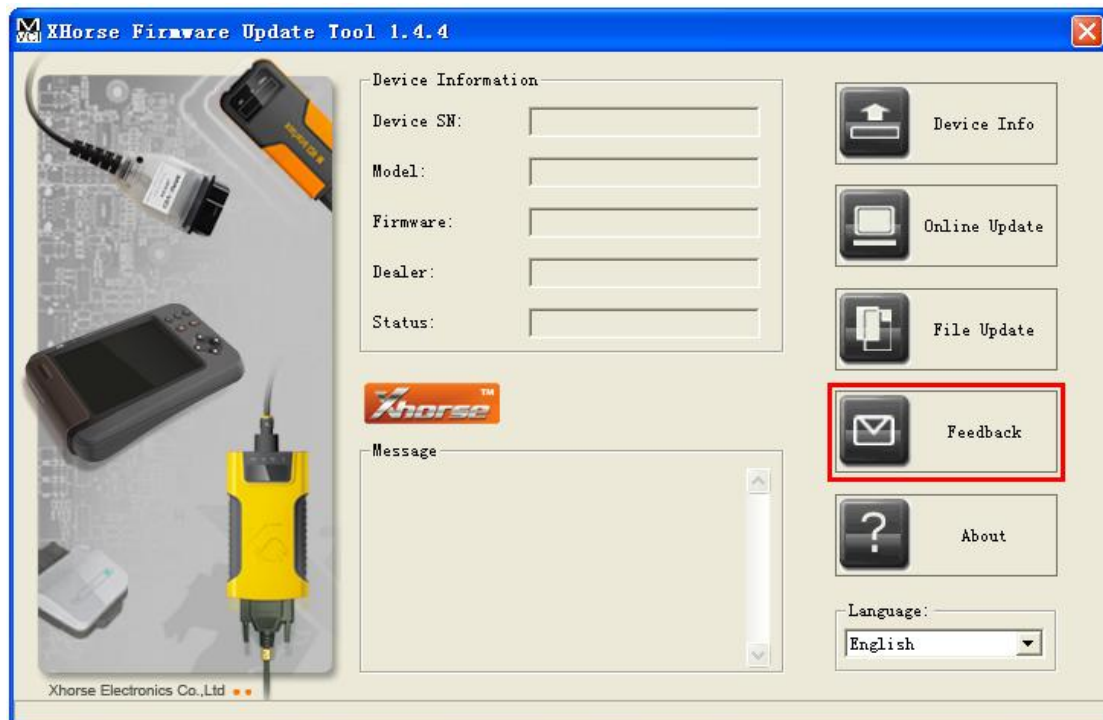 XHorse Firmware Update Tool 1.4.4
Device Information
Device SN:
Model:
Firmware:
Dealer:
Status:
Xhorse™
Message
Device Info
Online Update
File Update
Feedback
About
Language:
English
Xhorse Electronics Co.,Ltd